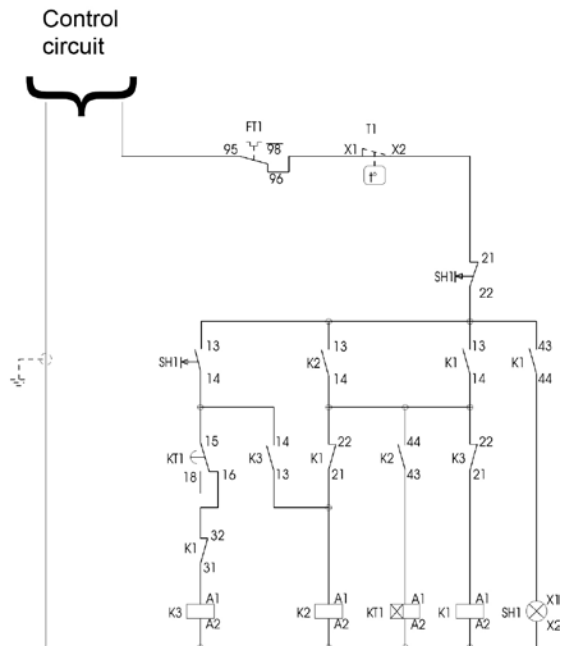 Control
circuit
FT1 T1
95 98 X1 X2
96 t°
21
SH1
22
13 13 13 43
SH1 K2 K1 K1
14 14 14 44
15 14 22 44 22
KT1 K3 K1 K2 K3
18 16 13 21 43 21
32
K1
31
A1 A1 A1 A1 X1
K3 K2 KT1 K1 SH1
A2 A2 A2 A2 X2